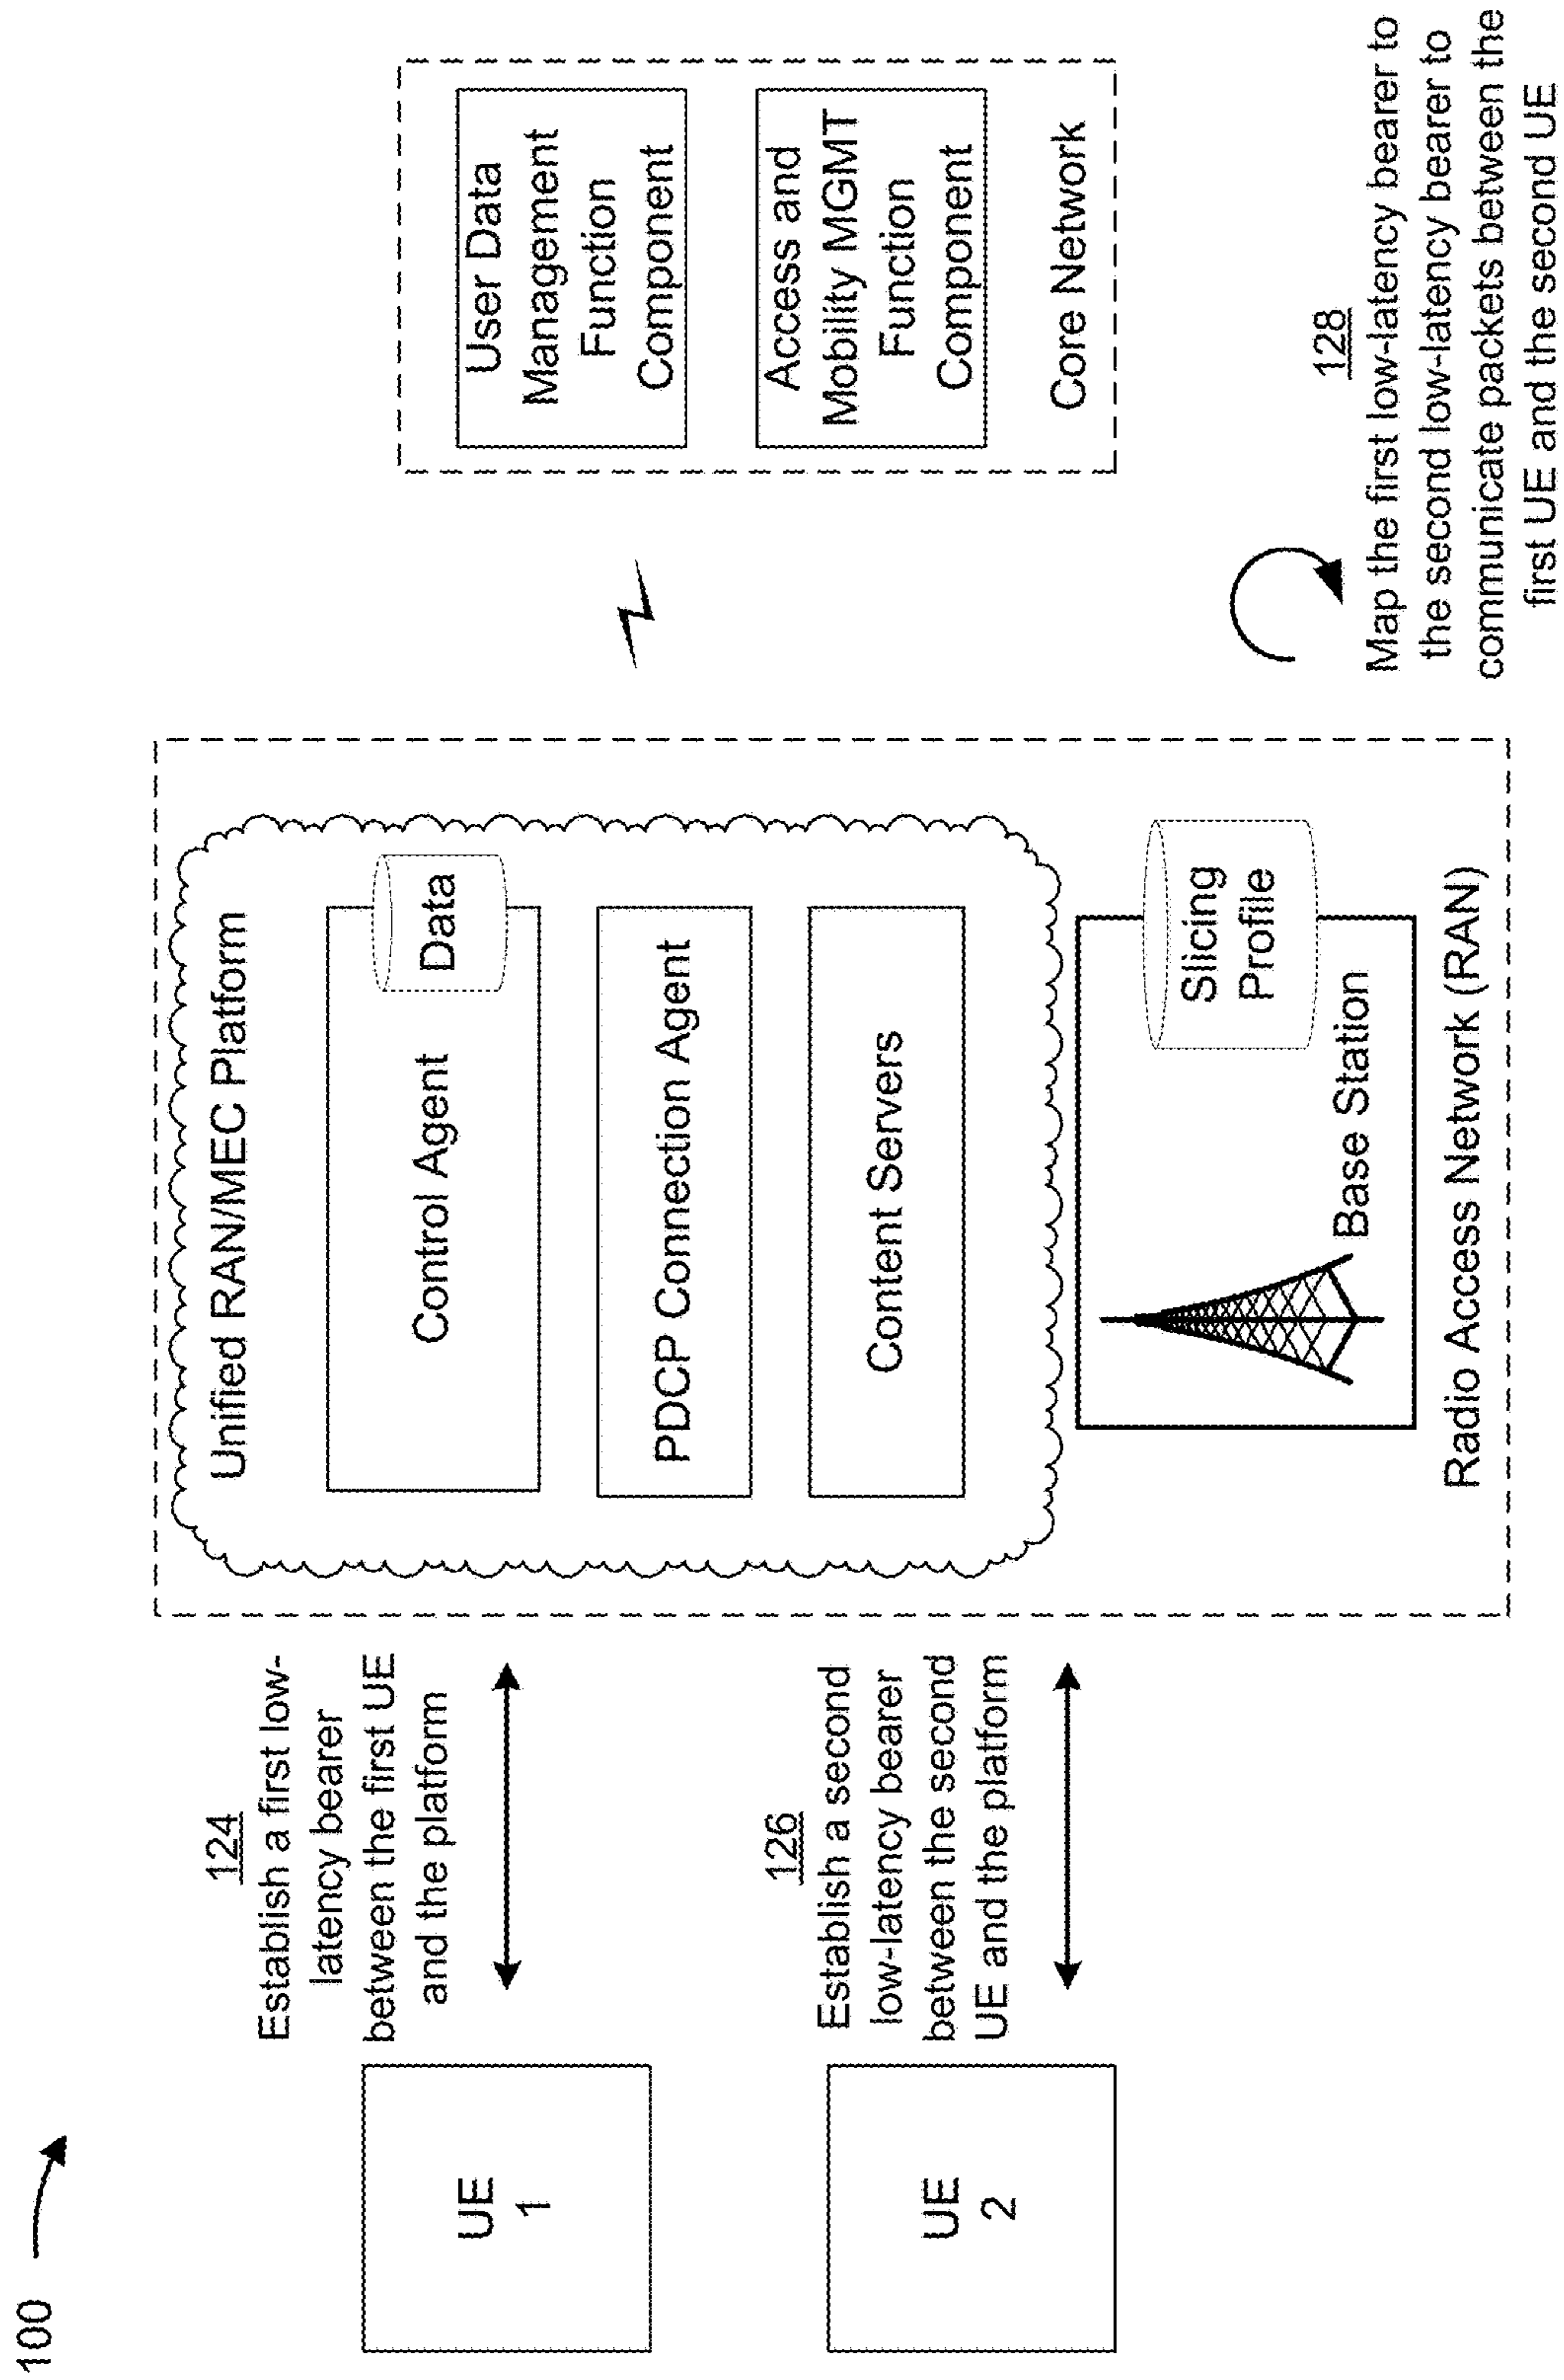 100
124
Establish a first low-
latency bearer
between the first UE
and the platform
UE
1
126
Establish a second
low-latency bearer
between the second
UE and the platform
UE
2
Unified RAN/MEC Platform
Control Agent
Data
PDCP Connection Agent
Content Servers
Slicing
Profile
Base Station
Radio Access Network (RAN)
User Data
Management
Function
Component
Access and
Mobility MGMT
Function
Component
Core Network
128
Map the first low-latency bearer to
the second low-latency bearer to
communicate packets between the
first UE and the second UE